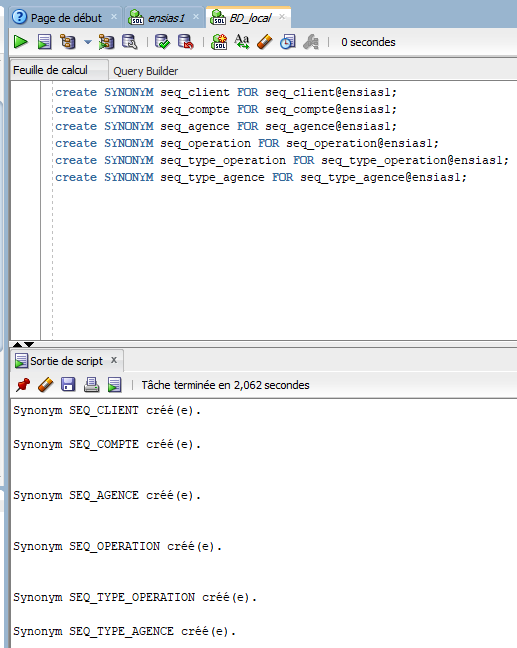 Page de début ensias1 BD_local
0 secondes
Feuille de calcul Query Builder
create SYNONYM seq_client FOR seq_client@ensias1;
create SYNONYM seq_compte FOR seq_compte@ensias1;
create SYNONYM seq_agence FOR seq_agence@ensias1;
create SYNONYM seq_operation FOR seq_operation@ensias1;
create SYNONYM seq_type_operation FOR seq_type_operation@ensias1;
create SYNONYM seq_type_agence FOR seq_type_agence@ensias1;
Sortie de script
Tâche terminée en 2,062 secondes
Synonym SEQ_CLIENT créé(e).
Synonym SEQ_COMPTE créé(e).
Synonym SEQ_AGENCE créé(e).
Synonym SEQ_OPERATION créé(e).
Synonym SEQ_TYPE_OPERATION créé(e).
Synonym SEQ_TYPE_AGENCE créé(e).